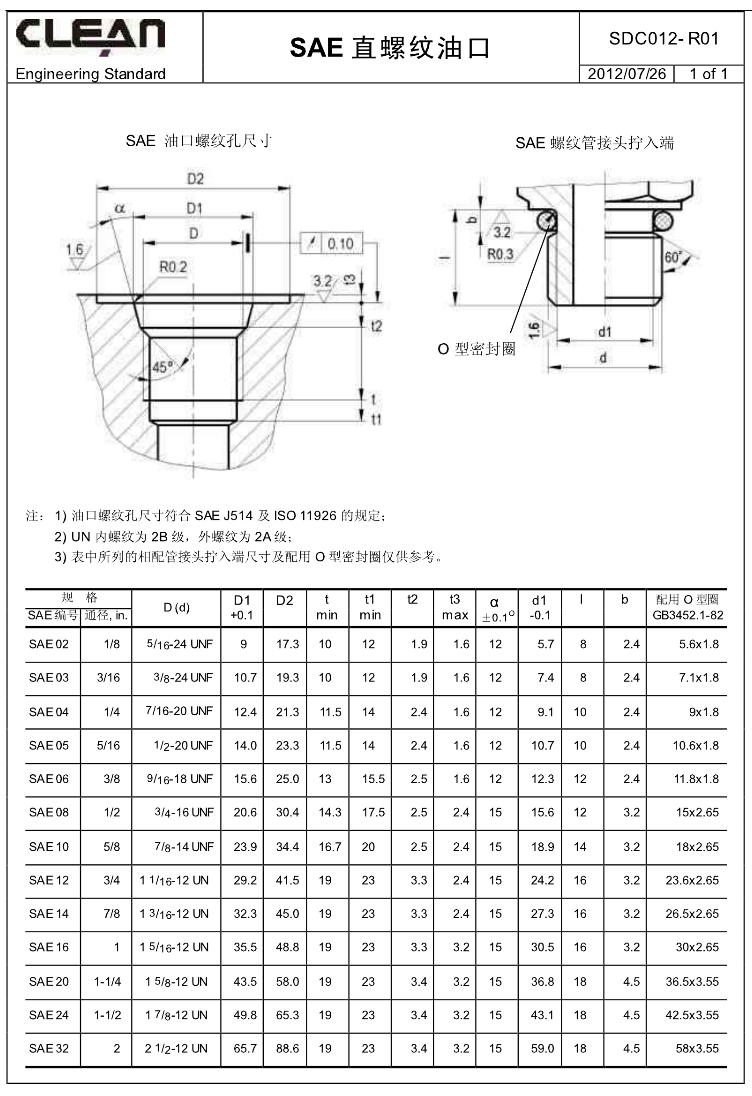 CLEAN
Engineering Standard
SAE 直螺纹油口
SDC012- R01
2012/07/26 1 of 1
SAE 油口螺纹孔尺寸
SAE 螺纹管接头拧入端
D2
α
D1
D
0.10
1.6
R0.2
3.2
t3
t2
45°
t
t1
b
3.2
R0.3
l
60°
1.6
O 型密封圈
d1
d
注: 1) 油口螺纹孔尺寸符合 SAE J514 及 ISO 11926 的规定;
2) UN 内螺纹为 2B 级，外螺纹为 2A 级;
3) 表中所列的相配管接头拧入端尺寸及配用 O 型密封圈仅供参考。
规 格 D (d) D1 +0.1 D2 t min t1 min t2 t3 max α ±0.1° d1 -0.1 l b 配用 O 型圈 GB3452.1-82
SAE编号 通径, in.
SAE 02 1/8 5/16-24 UNF 9 17.3 10 12 1.9 1.6 12 5.7 8 2.4 5.6x1.8
SAE 03 3/16 3/8-24 UNF 10.7 19.3 10 12 1.9 1.6 12 7.4 8 2.4 7.1x1.8
SAE 04 1/4 7/16-20 UNF 12.4 21.3 11.5 14 2.4 1.6 12 9.1 10 2.4 9x1.8
SAE 05 5/16 1/2-20 UNF 14.0 23.3 11.5 14 2.4 1.6 12 10.7 10 2.4 10.6x1.8
SAE 06 3/8 9/16-18 UNF 15.6 25.0 13 15.5 2.5 1.6 12 12.3 12 2.4 11.8x1.8
SAE 08 1/2 3/4-16 UNF 20.6 30.4 14.3 17.5 2.5 2.4 15 15.6 12 3.2 15x2.65
SAE 10 5/8 7/8-14 UNF 23.9 34.4 16.7 20 2.5 2.4 15 18.9 14 3.2 18x2.65
SAE 12 3/4 1 1/16-12 UN 29.2 41.5 19 23 3.3 2.4 15 24.2 16 3.2 23.6x2.65
SAE 14 7/8 1 3/16-12 UN 32.3 45.0 19 23 3.3 2.4 15 27.3 16 3.2 26.5x2.65
SAE 16 1 1 5/16-12 UN 35.5 48.8 19 23 3.3 3.2 15 30.5 16 3.2 30x2.65
SAE 20 1-1/4 1 5/8-12 UN 43.5 58.0 19 23 3.4 3.2 15 36.8 18 4.5 36.5x3.55
SAE 24 1-1/2 1 7/8-12 UN 49.8 65.3 19 23 3.4 3.2 15 43.1 18 4.5 42.5x3.55
SAE 32 2 2 1/2-12 UN 65.7 88.6 19 23 3.4 3.2 15 59.0 18 4.5 58x3.55